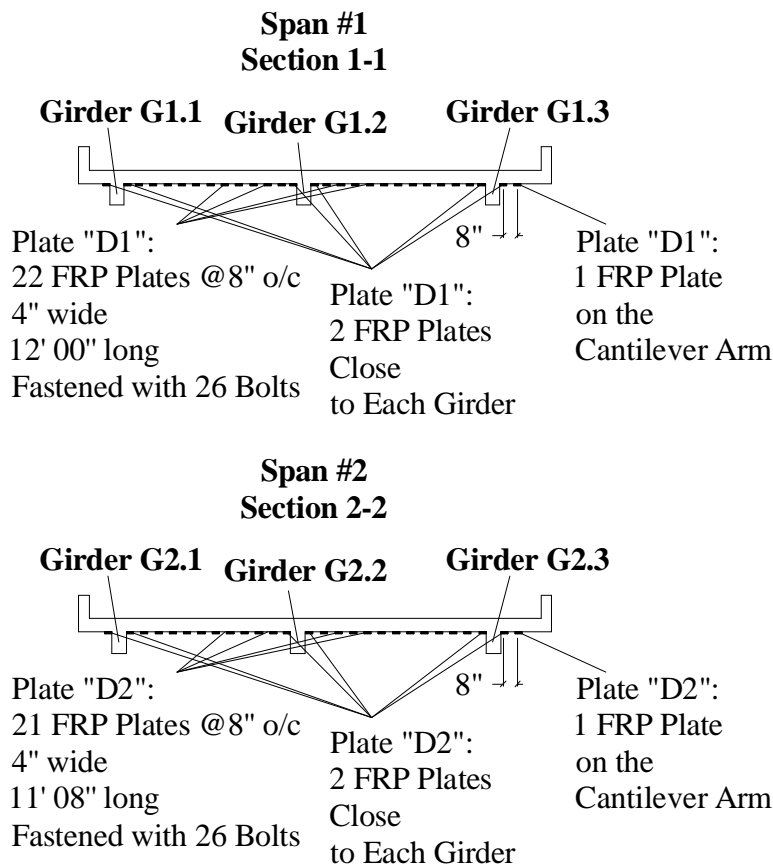 Span #1
Section 1-1
Girder G1.1
Girder G1.2
Girder G1.3
Plate "D1":
22 FRP Plates @8" o/c
4" wide
12' 00" long
Fastened with 26 Bolts
Plate "D1":
2 FRP Plates
Close
to Each Girder
8"
Plate "D1":
1 FRP Plate
on the
Cantilever Arm
Span #2
Section 2-2
Girder G2.1
Girder G2.2
Girder G2.3
Plate "D2":
21 FRP Plates @8" o/c
4" wide
11' 08" long
Fastened with 26 Bolts
Plate "D2":
2 FRP Plates
Close
to Each Girder
8"
Plate "D2":
1 FRP Plate
on the
Cantilever Arm